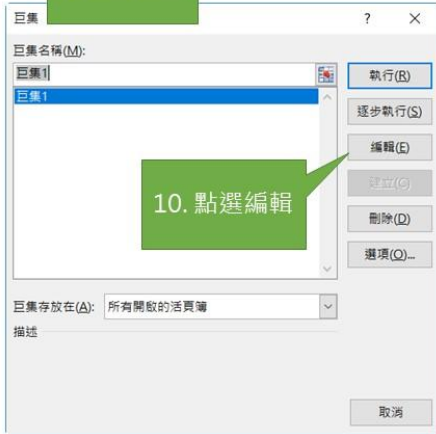 巨集
? ×
巨集名稱(M):
巨集1
執行(R)
巨集1
逐步執行(S)
編輯(E)
10. 點選編輯
建立(C)
刪除(D)
選項(O)...
巨集存放在(A): 所有開啟的活頁簿
描述
取消